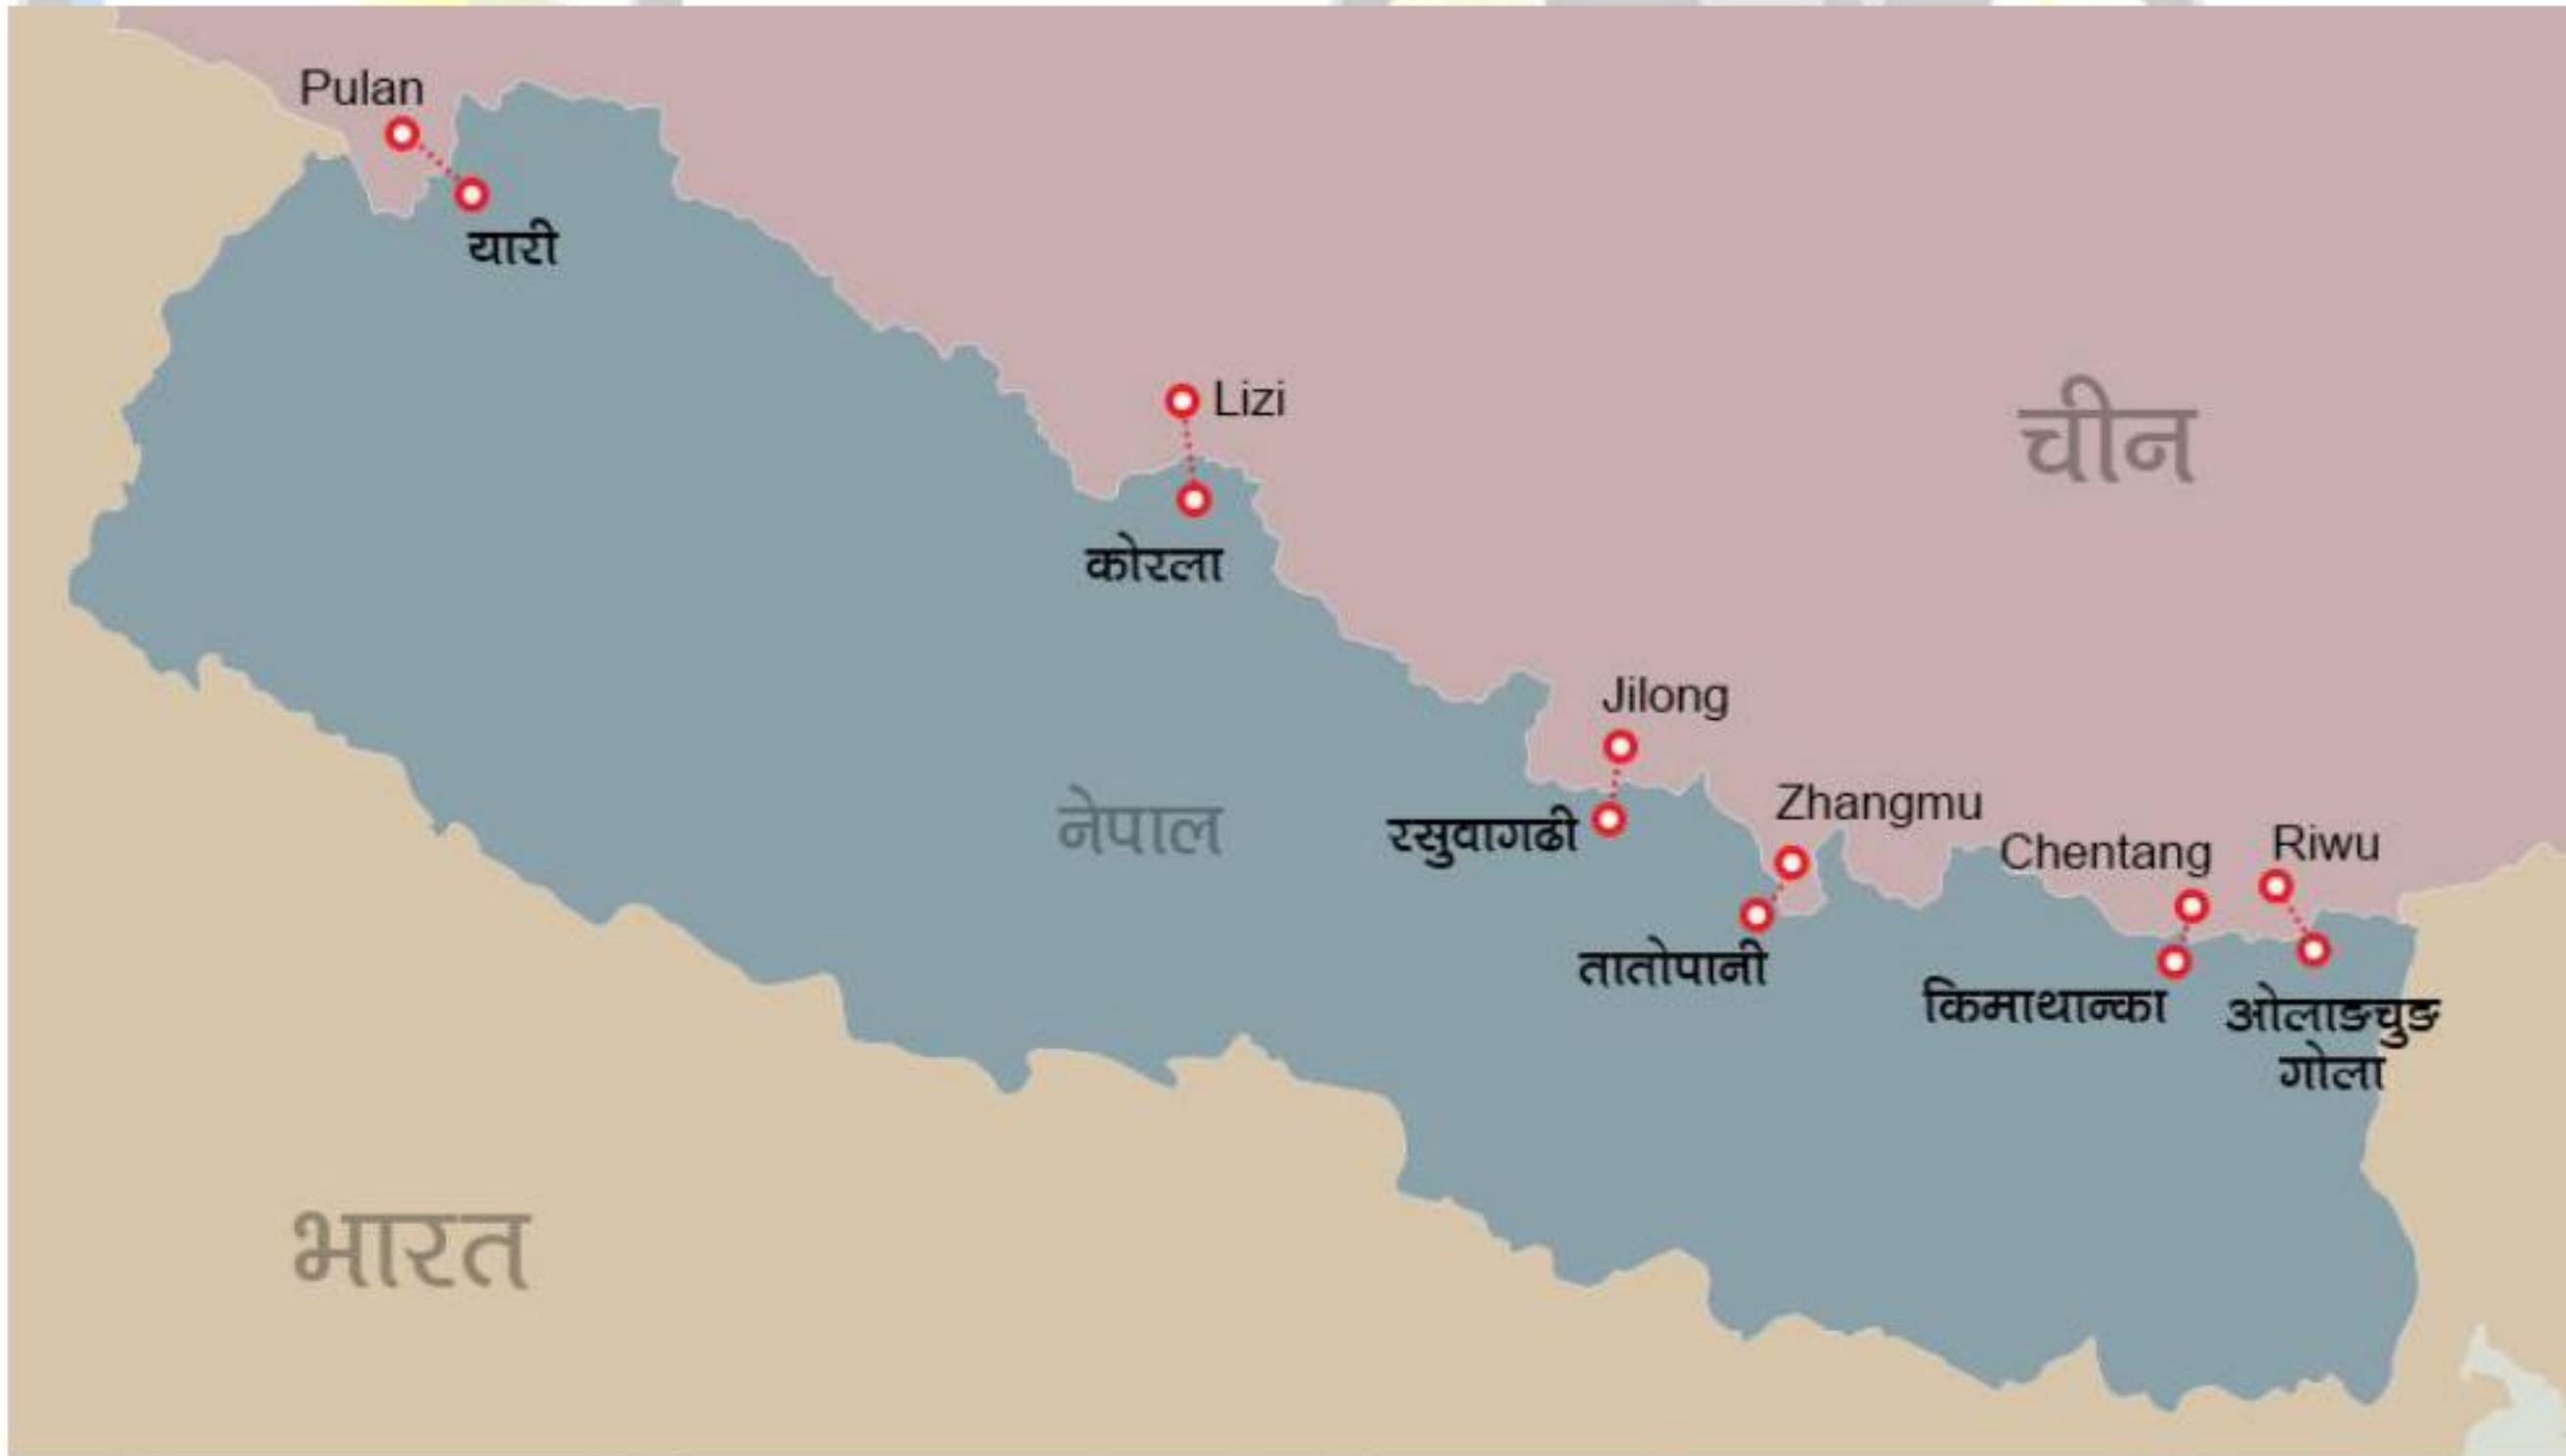 Pulan
यारी
Lizi
कोरला
चीन
Jilong
रसुवागढी
नेपाल
Zhangmu
तातोपानी
Chentang
किमाथान्का
Riwu
ओलाङचुङ
गोला
भारत